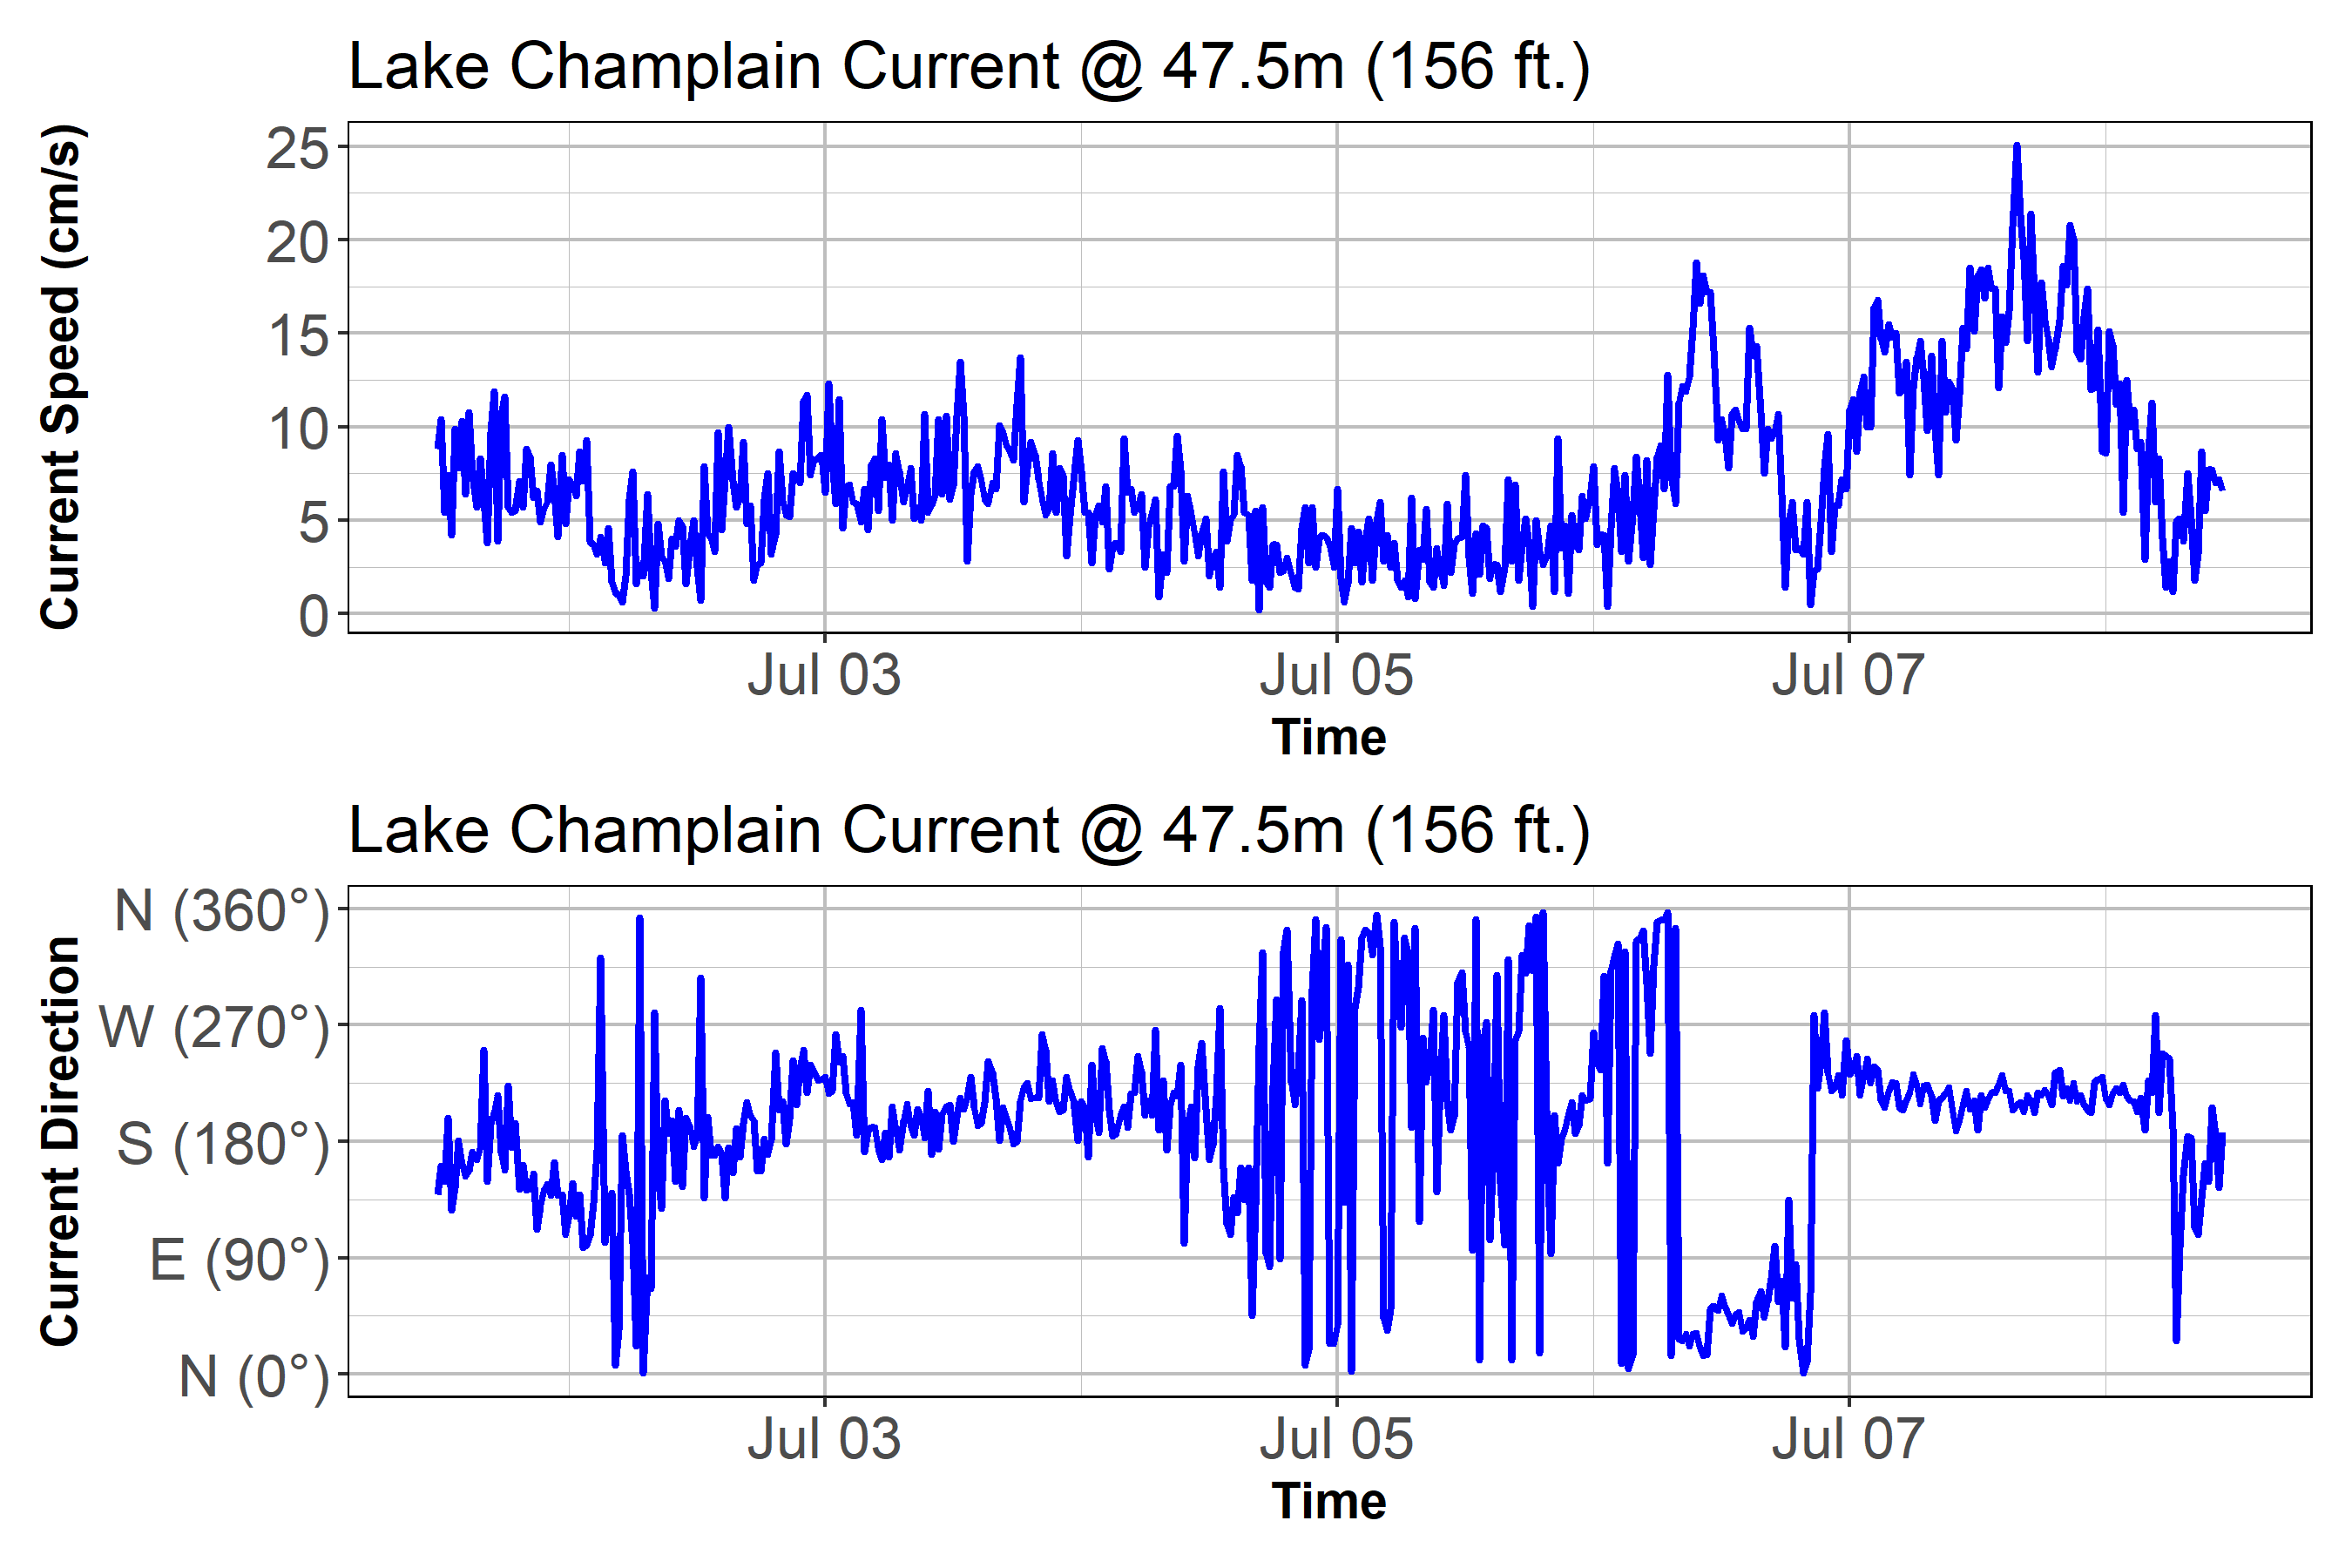 Lake Champlain Current @ 47.5m (156 ft.)
Current Speed (cm/s)
25
20
15
10
5
0
Jul 03 Jul 05 Jul 07
Time
Lake Champlain Current @ 47.5m (156 ft.)
Current Direction
N (360°)
W (270°)
S (180°)
E (90°)
N (0°)
Jul 03 Jul 05 Jul 07
Time